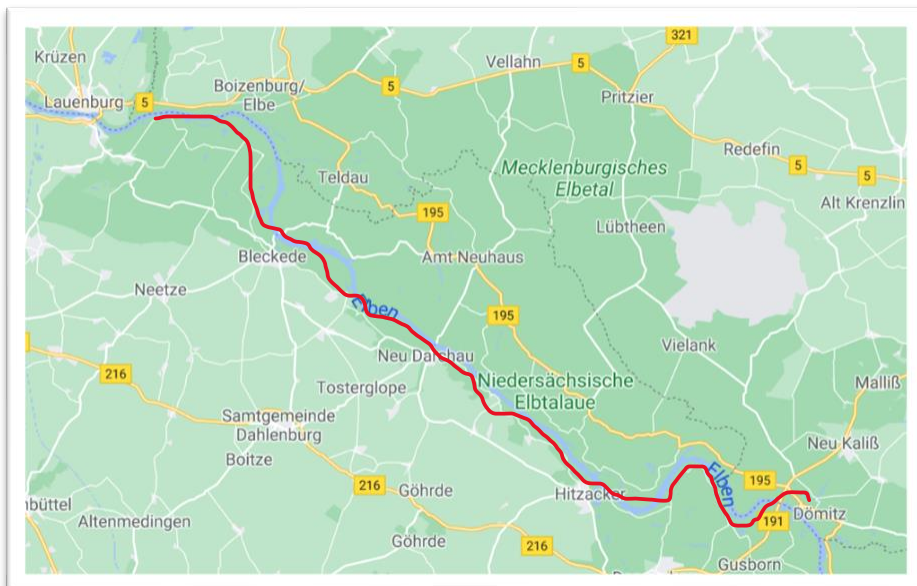 321
Krüzen
Vellahn
5
Boizenburg/
Elbe
5
Pritzier
Lauenburg
5
Redefin
5
5
Mecklenburgisches
Elbetal
Teldau
Alt Krenzlin
195
Lübtheen
Bleckede
Amt Neuhaus
Neetze
Elben
195
Vielank
Neu Darchau
216
Niedersächsische
Elbtalaue
Malliß
Tosterglope
Samtgemeinde
Dahlenburg
Neu Kaliß
Boitze
Elben
195
216
Göhrde
Hitzacker
nbüttel
Altenmedingen
191
Dömitz
Göhrde
216
Gusborn